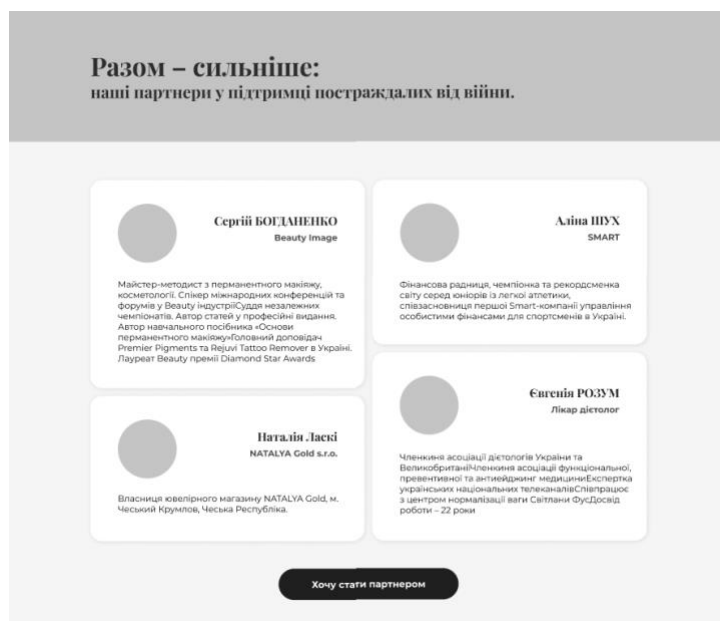 Разом – сильніше:
наші партнери у підтримці постраждалих від війни.
Сергій БОГДАНЕНКО
Beauty Image
Майстер-методист з перманентного макіяжу,
косметології. Спікер міжнародних конференцій та
форумів у Beauty індустріїСуддя незалежних
чемпіонатів. Автор статей у професійні видання.
Автор навчального посібника «Основи
перманентного макіяжу»Головний доповідач
Premier Pigments та Rejuvi Tattoo Remover в Україні.
Лауреат Beauty премії Diamond Star Awards
Аліна ШУХ
SMART
Фінансова радниця, чемпіонка та рекордсменка
світу серед юніорів із легкої атлетики,
співзасновниця першої Smart-компанії управління
особистими фінансами для спортсменів в Україні.
Наталія Ласкі
NATALYA Gold s.r.o.
Власниця ювелірного магазину NATALYA Gold, м.
Чеський Крумлов, Чеська Республіка.
Євгенія РОЗУМ
Лікар дієтолог
Членкиня асоціації дієтологів України та
ВеликобританіїЧленкиня асоціації функціональної,
превентивної та антиейджинг медициниЕкспертка
українських національних телеканалівСпівпрацює
з центром нормалізації ваги Світлани ФусДосвід
роботи – 22 роки
Хочу стати партнером